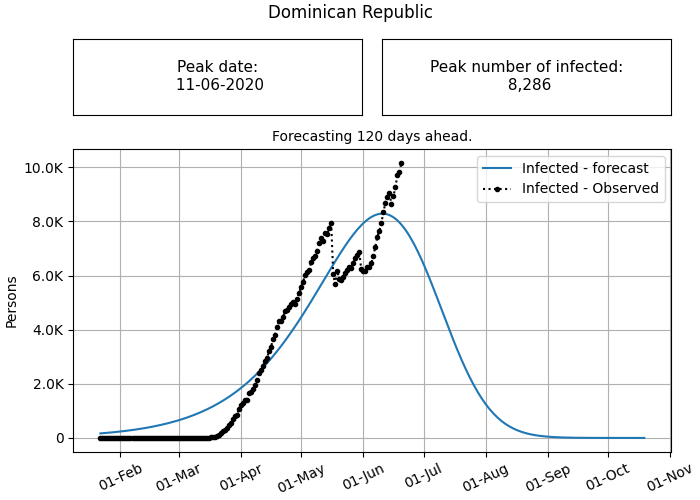 Dominican Republic
Peak date:
11-06-2020
Peak number of infected:
8,286
Forecasting 120 days ahead.
Infected - forecast
Infected - Observed
10.0K
8.0K
6.0K
4.0K
2.0K
0
Persons
01-Feb
01-Mar
01-Apr
01-May
01-Jun
01-Jul
01-Aug
01-Sep
01-Oct
01-Nov